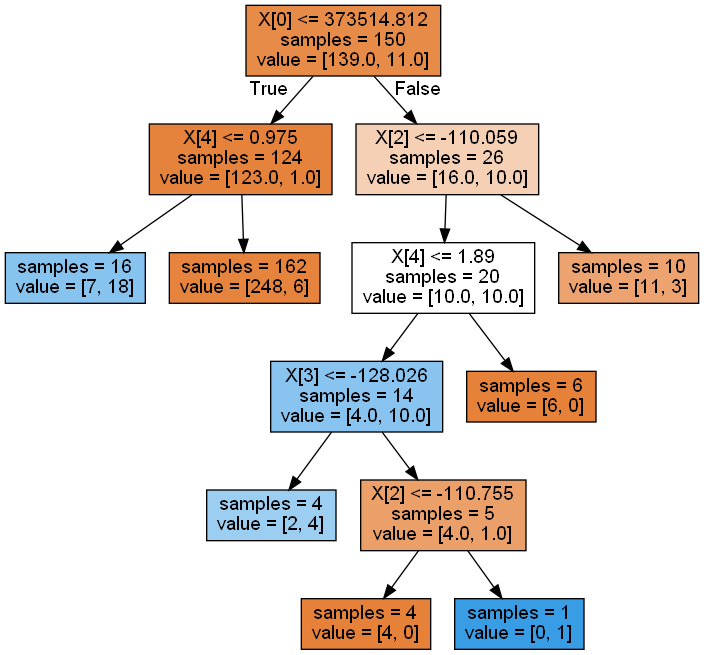 X[0] <= 373514.812
samples = 150
value = [139.0, 11.0]
True
False
X[4] <= 0.975
samples = 124
value = [123.0, 1.0]
X[2] <= -110.059
samples = 26
value = [16.0, 10.0]
samples = 16
value = [7, 18]
samples = 162
value = [248, 6]
X[4] <= 1.89
samples = 20
value = [10.0, 10.0]
samples = 10
value = [11, 3]
X[3] <= -128.026
samples = 14
value = [4.0, 10.0]
samples = 6
value = [6, 0]
samples = 4
value = [2, 4]
X[2] <= -110.755
samples = 5
value = [4.0, 1.0]
samples = 4
value = [4, 0]
samples = 1
value = [0, 1]